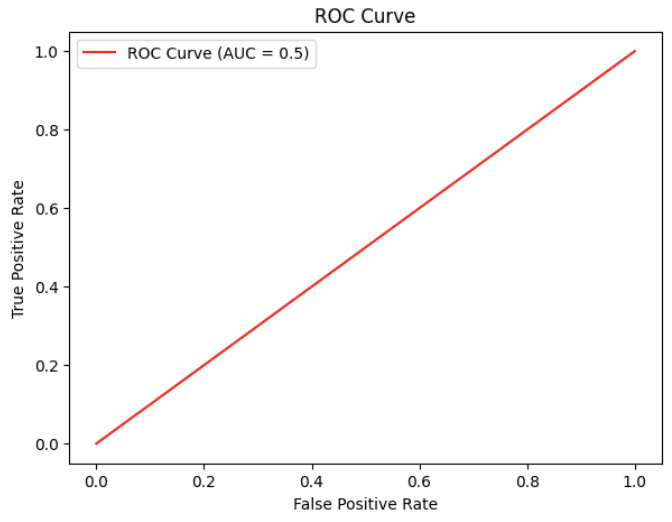 ROC Curve
ROC Curve (AUC = 0.5)
1.0
0.8
0.6
0.4
0.2
0.0
True Positive Rate
0.0 0.2 0.4 0.6 0.8 1.0
False Positive Rate